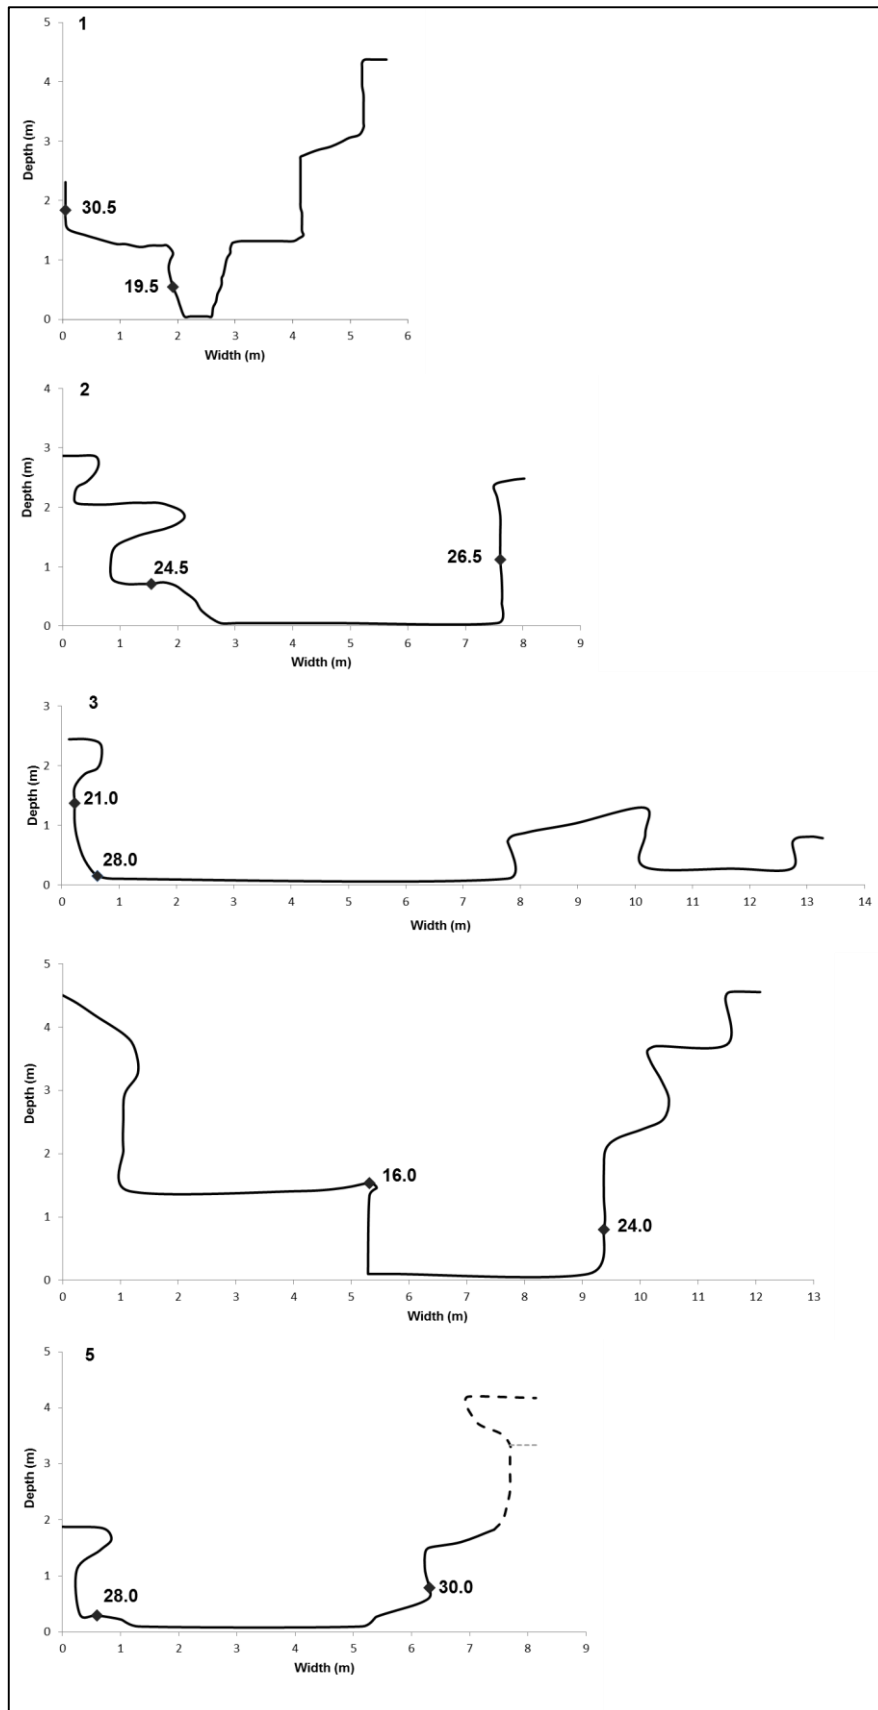 1
5
4
3
2
1
0
Depth (m)
30.5
19.5
0 1 2 3 4 5 6
Width (m)
2
4
3
2
1
0
Depth (m)
24.5
26.5
0 1 2 3 4 5 6 7 8 9
Width (m)
3
3
2
1
0
Depth (m)
21.0
28.0
0 1 2 3 4 5 6 7 8 9 10 11 12 13 14
Width (m)
5
4
3
2
1
0
Depth (m)
16.0
24.0
0 1 2 3 4 5 6 7 8 9 10 11 12 13
Width (m)
5
5
4
3
2
1
0
Depth (m)
28.0
30.0
0 1 2 3 4 5 6 7 8 9
Width (m)